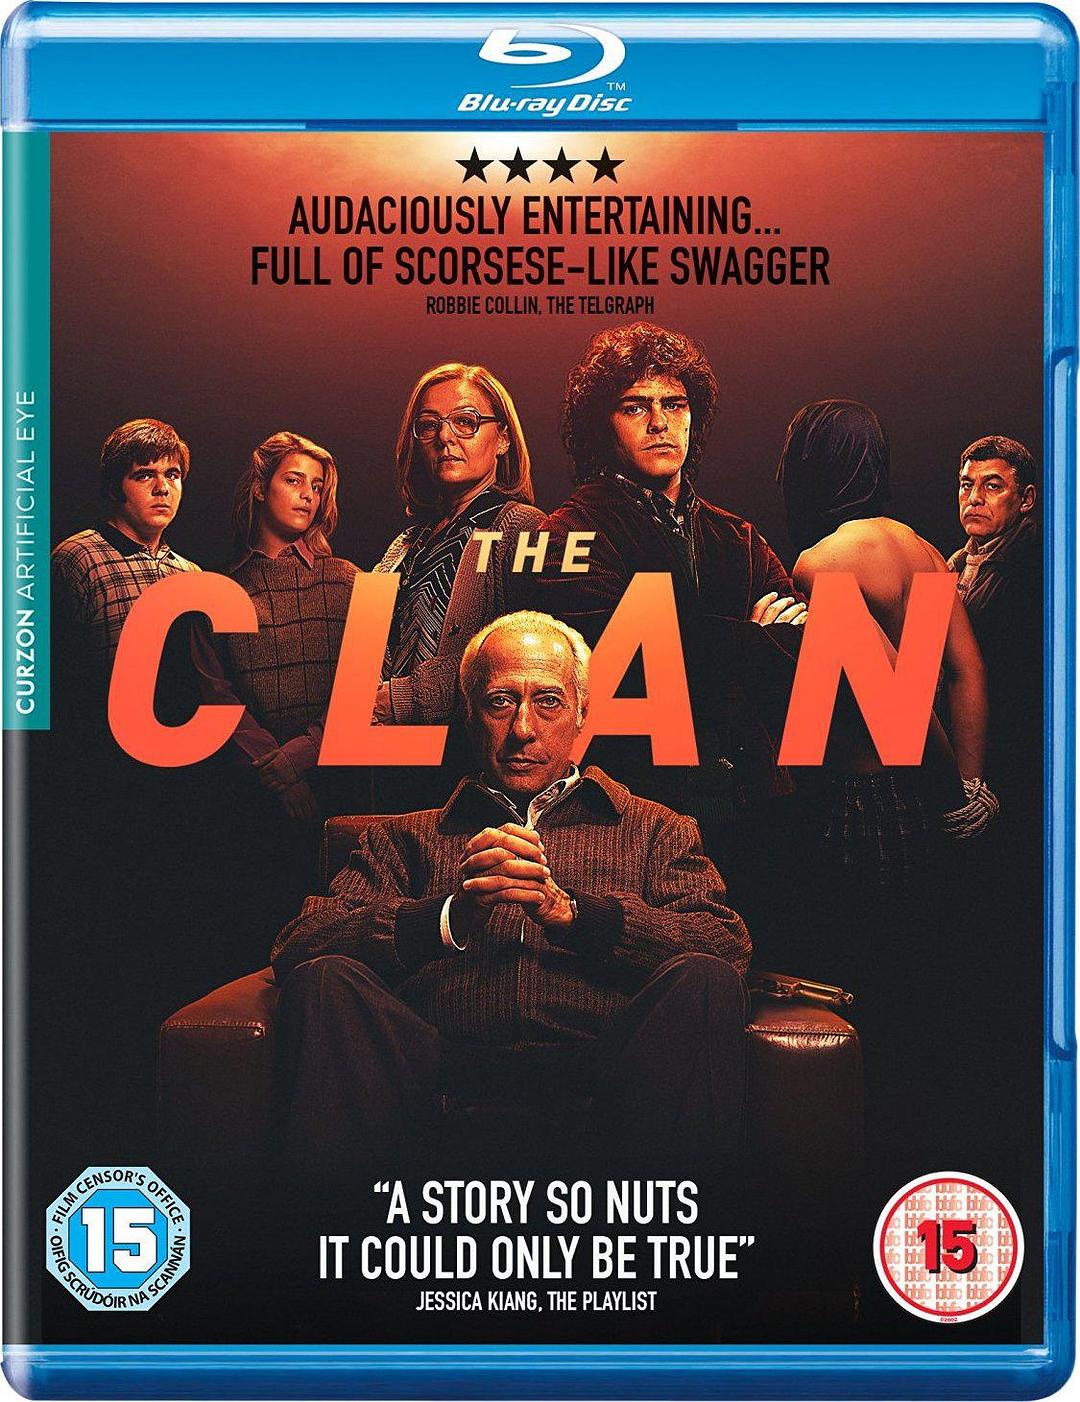 Blu-ray Disc
TM
AUDACIOUSLY ENTERTAINING...
FULL OF SCORSESE-LIKE SWAGGER
ROBBIE COLLIN, THE TELGRAPH
CURZON ARTIFICIAL EYE
THE
CLAN
"A STORY SO NUTS
IT COULD ONLY BE TRUE"
JESSICA KIANG, THE PLAYLIST
FILM CENSOR'S OFFICE
15
OIFIG SCRÚDÓIR NA SCANNÁN
bbfc
15
©2002